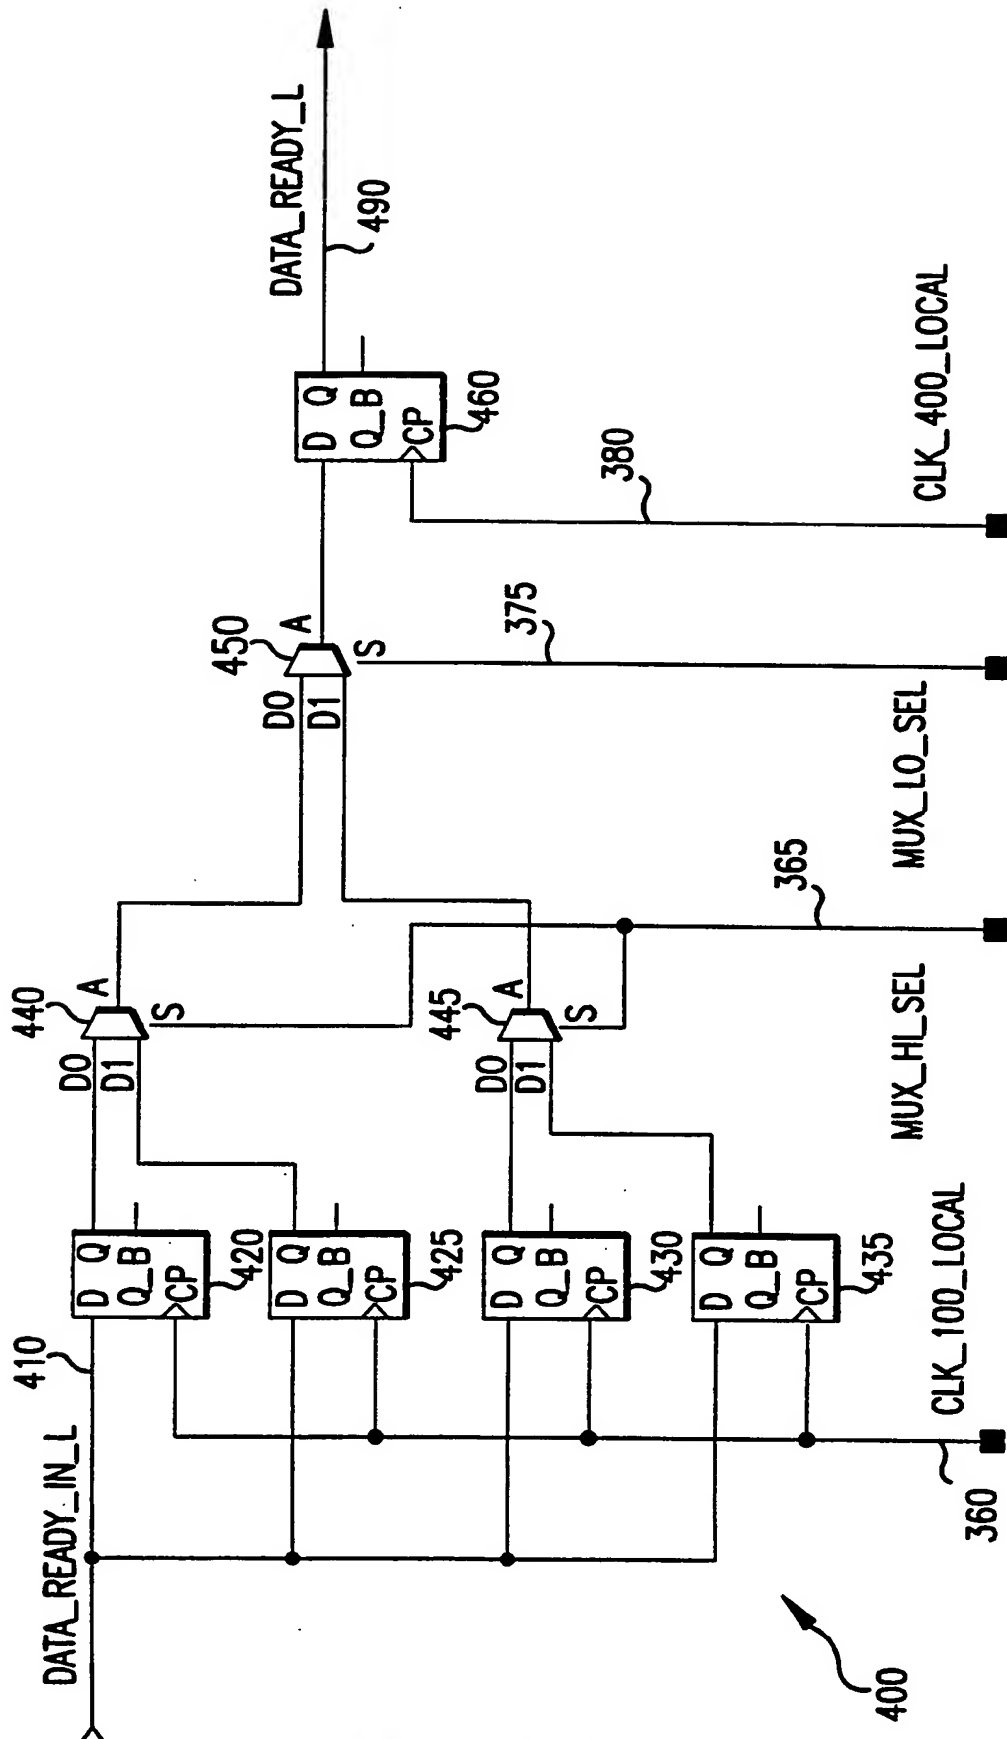 DATA_READY_IN_L
410
D Q
Q_B
CP
420
D Q
Q_B
CP
425
D Q
Q_B
CP
430
D Q
Q_B
CP
435
D0
D1
440
A
S
D0
D1
445
A
S
D0
D1
450
A
S
D Q
Q_B
CP
460
DATA_READY_L
490
400
360
CLK_100_LOCAL
365
MUX_HI_SEL
375
MUX_LO_SEL
380
CLK_400_LOCAL